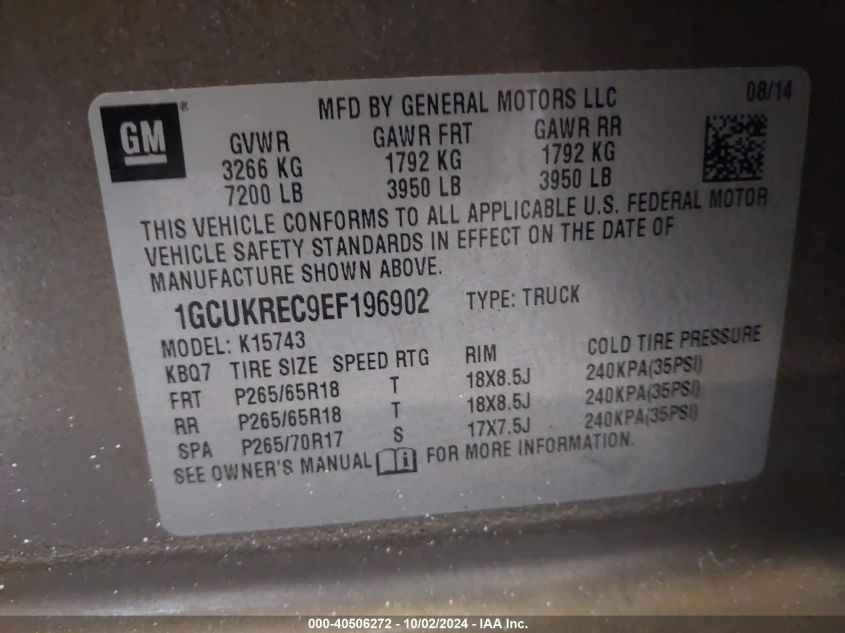 GM
MFD BY GENERAL MOTORS LLC 08/14
GVWR GAWR FRT GAWR RR
3266 KG 1792 KG 1792 KG
7200 LB 3950 LB 3950 LB
THIS VEHICLE CONFORMS TO ALL APPLICABLE U.S. FEDERAL MOTOR
VEHICLE SAFETY STANDARDS IN EFFECT ON THE DATE OF
MANUFACTURE SHOWN ABOVE.
1GCUKREC9EF196902 TYPE: TRUCK
MODEL: K15743
KBQ7 TIRE SIZE SPEED RTG RIM COLD TIRE PRESSURE
FRT P265/65R18 T 18X8.5J 240KPA(35PSI)
RR P265/65R18 T 18X8.5J 240KPA(35PSI)
SPA P265/70R17 S 17X7.5J 240KPA(35PSI)
SEE OWNER'S MANUAL FOR MORE INFORMATION.
000-40506272 - 10/02/2024 - IAA Inc.